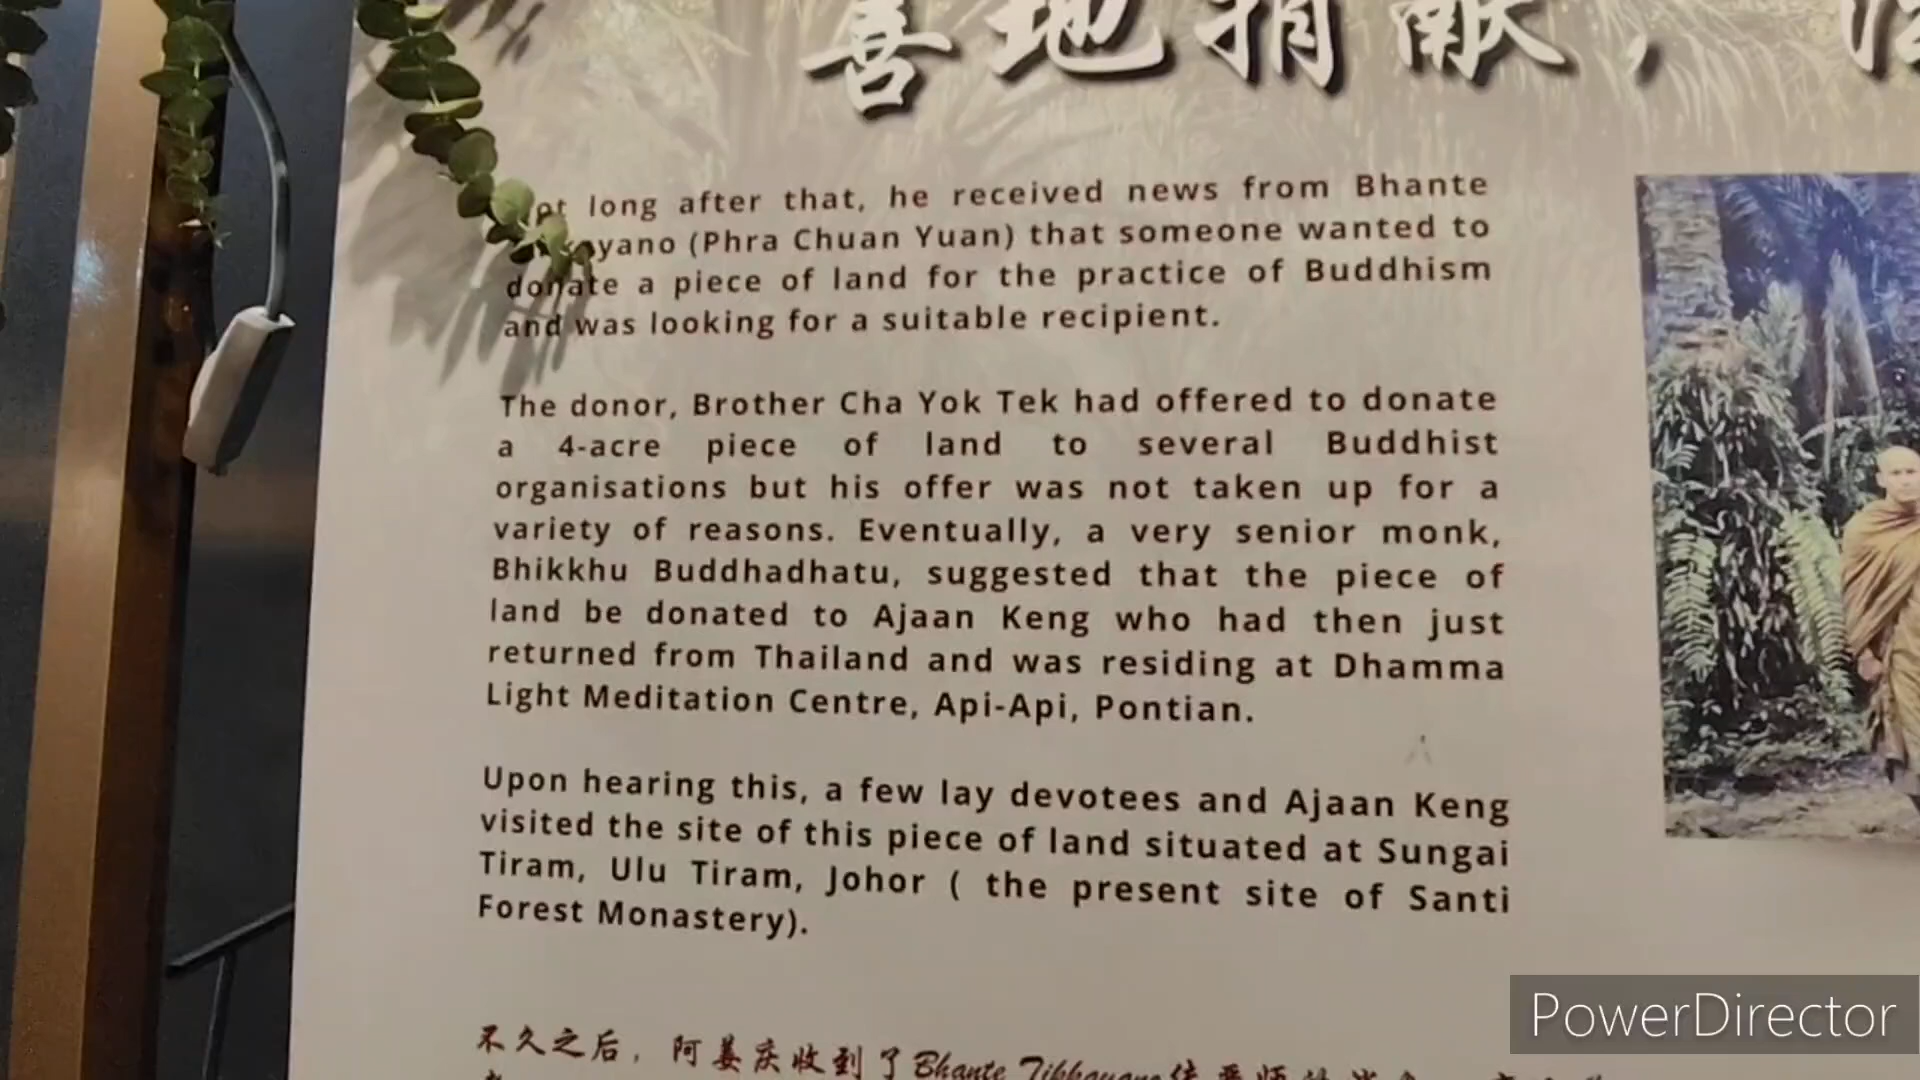 善地捐献，
long after that, he received news from Bhante
(Phra Chuan Yuan) that someone wanted to
donate a piece of land for the practice of Buddhism
and was looking for a suitable recipient.
The donor, Brother Cha Yok Tek had offered to donate
a 4-acre piece of land to several Buddhist
organisations but his offer was not taken up for a
variety of reasons. Eventually, a very senior monk,
Bhikkhu Buddhadhatu, suggested that the piece of
land be donated to Ajaan Keng who had then just
returned from Thailand and was residing at Dhamma
Light Meditation Centre, Api-Api, Pontian.
Upon hearing this, a few lay devotees and Ajaan Keng
visited the site of this piece of land situated at Sungai
Tiram, Ulu Tiram, Johor ( the present site of Santi
Forest Monastery).
不久之后，阿姜庆收到了Bhante
PowerDirector